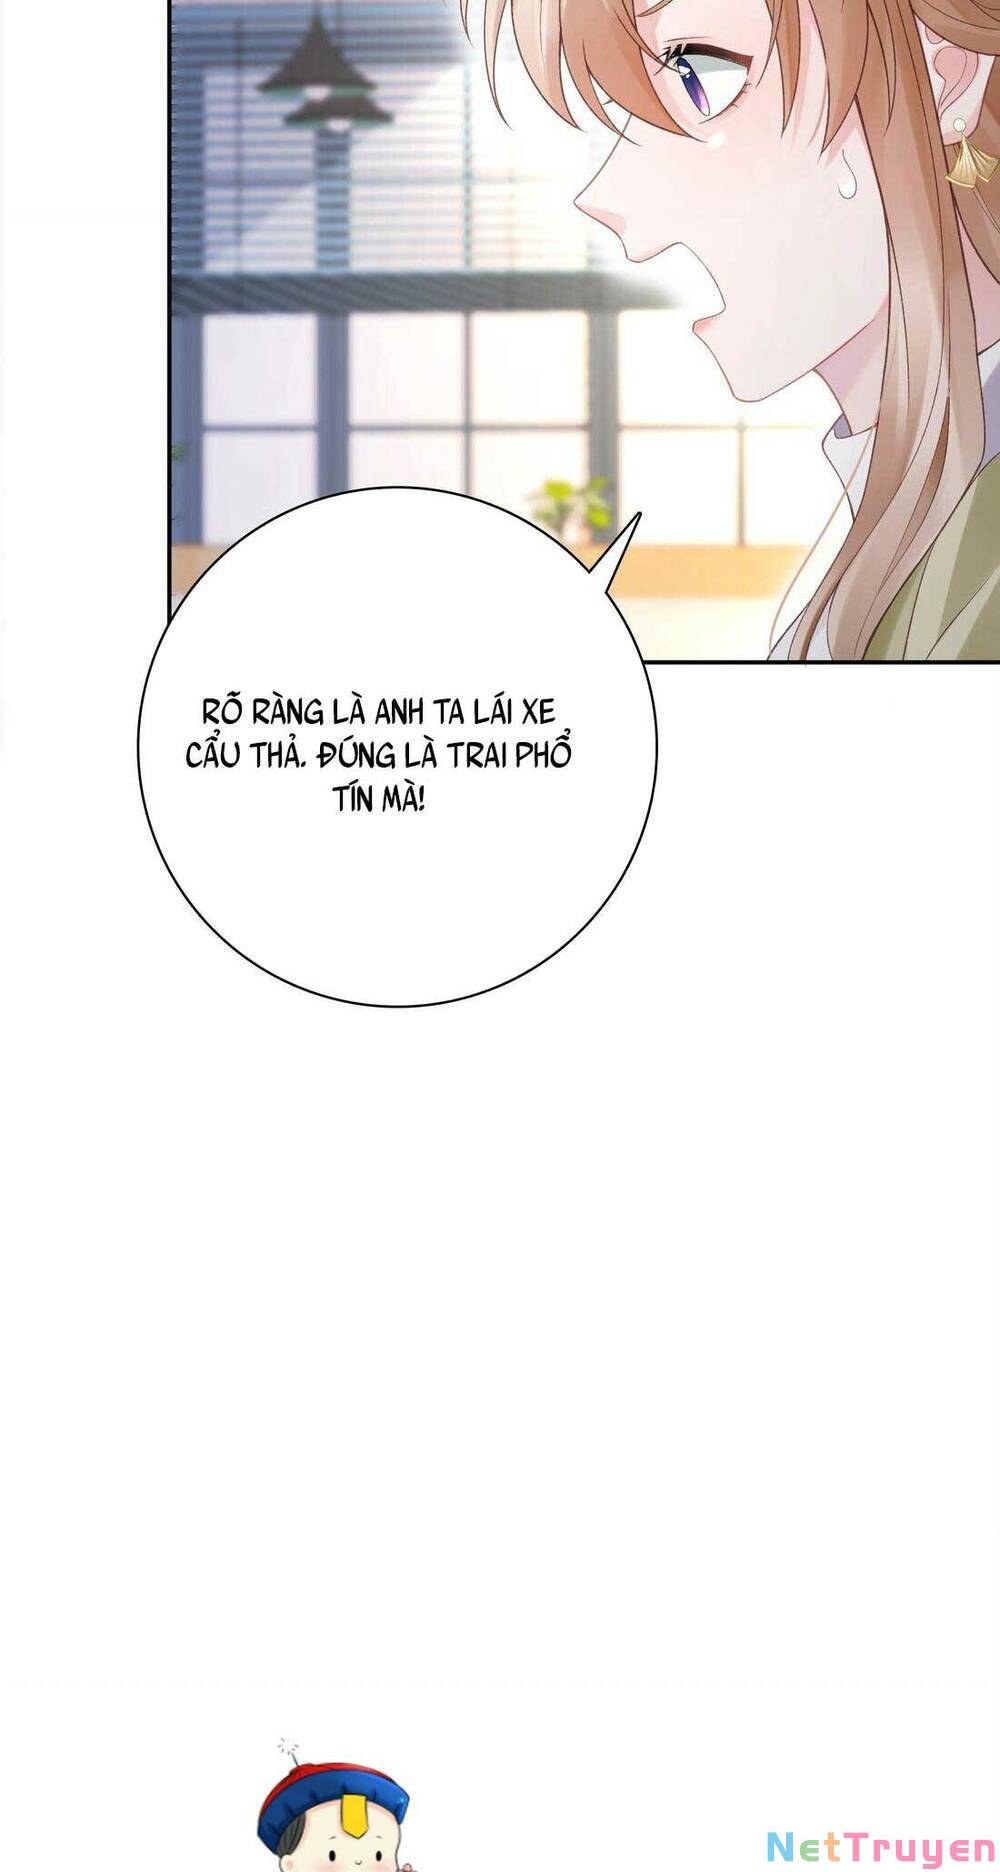 RÕ RÀNG LÀ ANH TA LÁI XE
CẨU THẢ. ĐÚNG LÀ TRAI PHỔ
TÍN MÀ!
NetTruyen